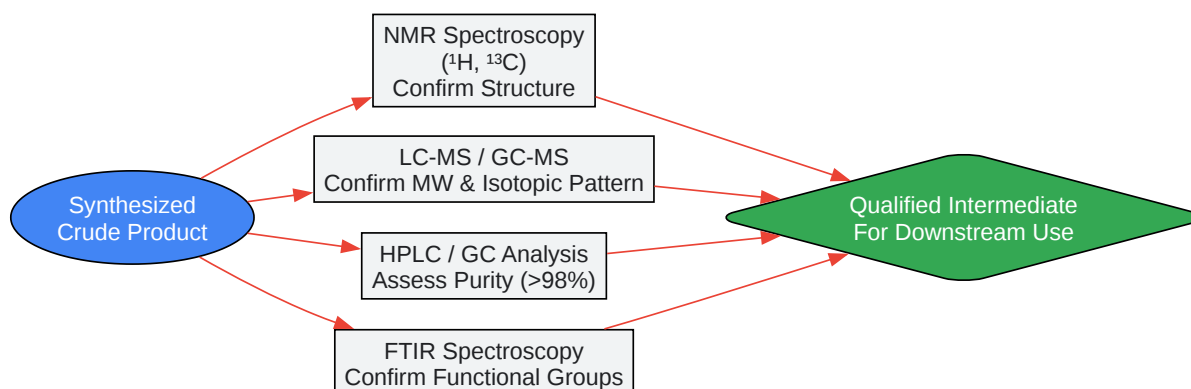 NMR Spectroscopy
(¹H, ¹³C)
Confirm Structure
LC-MS / GC-MS
Confirm MW & Isotopic Pattern
Synthesized
Crude Product
Qualified Intermediate
For Downstream Use
HPLC / GC Analysis
Assess Purity (>98%)
FTIR Spectroscopy
Confirm Functional Groups